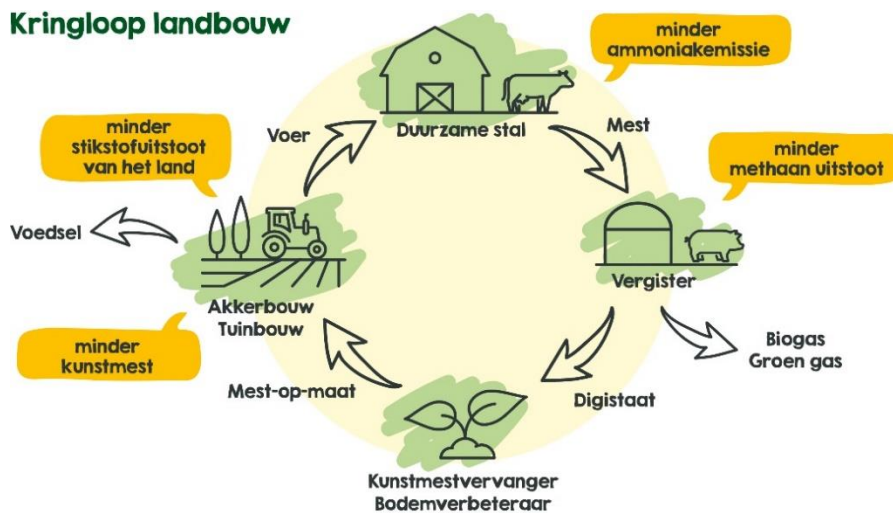 Kringloop landbouw
minder
ammoniakemissie
Duurzame stal
Voer
Mest
minder
stikstofuitstoot
van het land
minder
methaan uitstoot
Voedsel
Vergister
Akkerbouw
Tuinbouw
Biogas
Groen gas
minder
kunstmest
Mest-op-maat
Digistaat
Kunstmestvervanger
Bodemverbeteraar